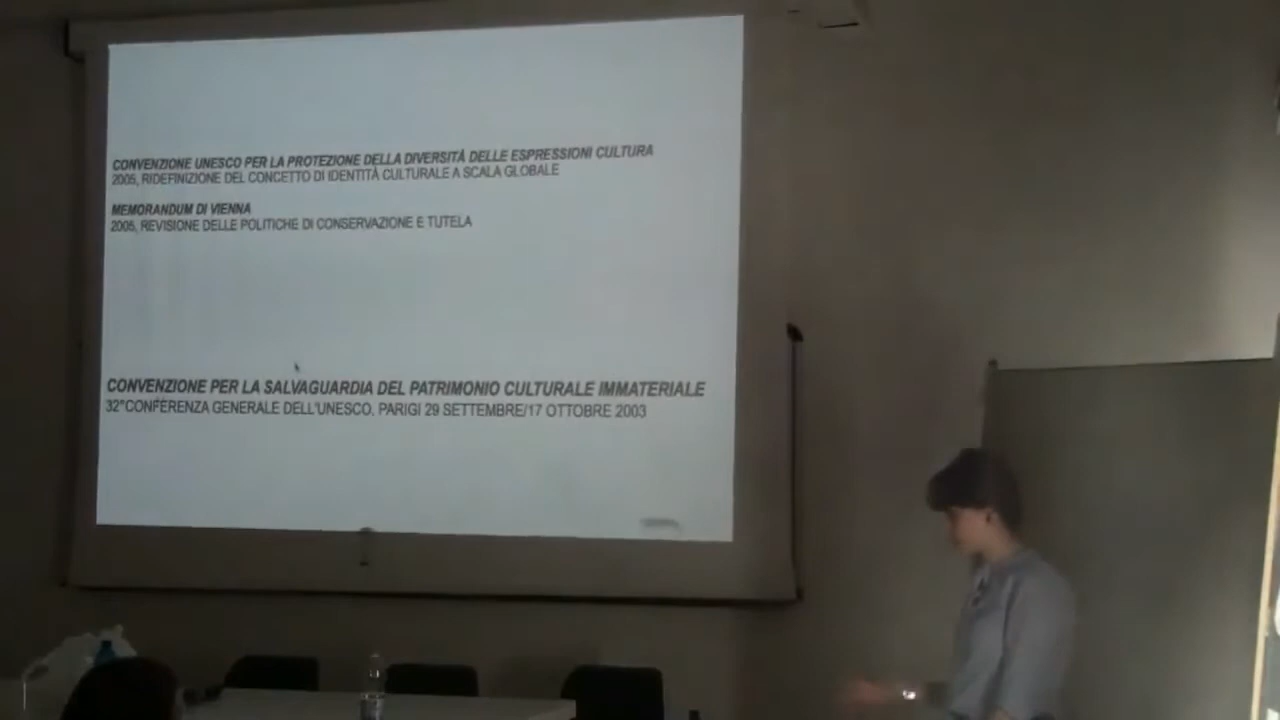 CONVENZIONE UNESCO PER LA PROTEZIONE DELLA DIVERSITÀ DELLE ESPRESSIONI CULTURA
2005, RIDEFINIZIONE DEL CONCETTO DI IDENTITÀ CULTURALE A SCALA GLOBALE
MEMORANDUM DI VIENNA
2005, REVISIONE DELLE POLITICHE DI CONSERVAZIONE E TUTELA
CONVENZIONE PER LA SALVAGUARDIA DEL PATRIMONIO CULTURALE IMMATERIALE
32°CONFERENZA GENERALE DELL'UNESCO, PARIGI 29 SETTEMBRE/17 OTTOBRE 2003